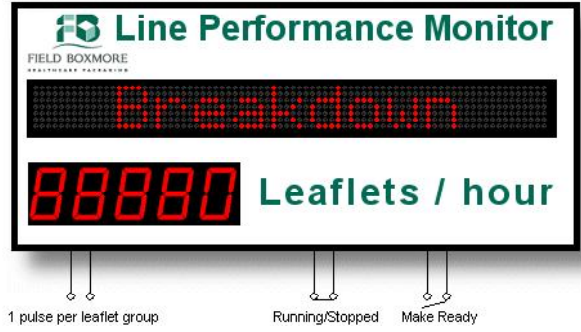 FB Line Performance Monitor
FIELD BOXMORE
HEALTHCARE PACKAGING
Breakdown
88880 Leaflets / hour
1 pulse per leaflet group Running/Stopped Make Ready